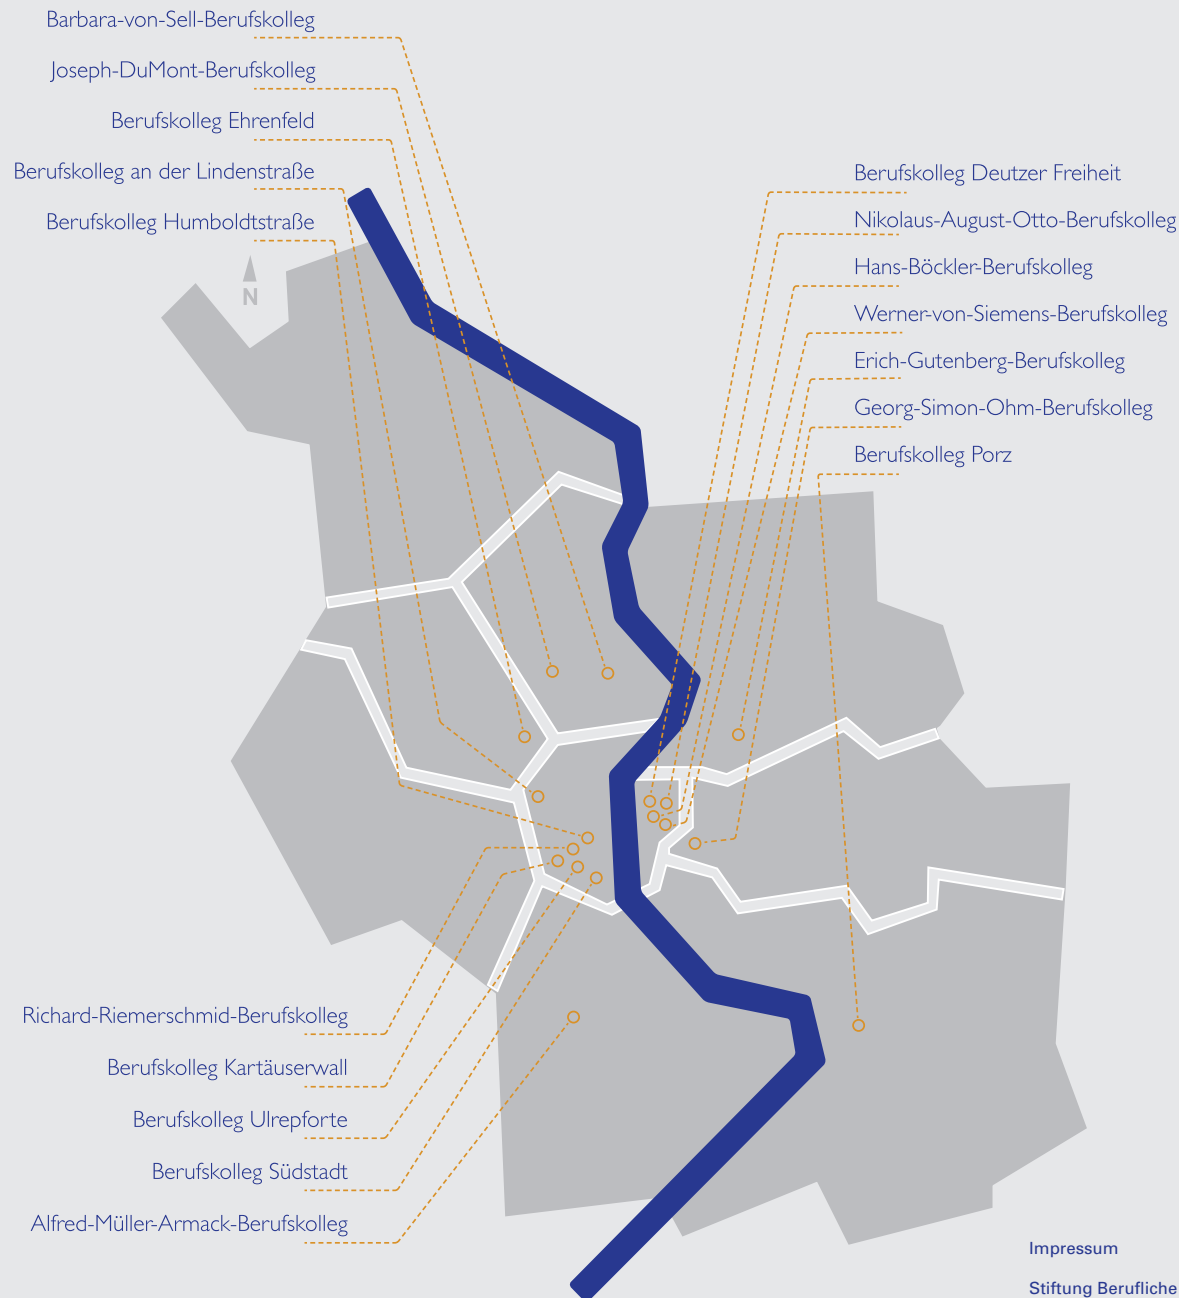 Barbara-von-Sell-Berufskolleg
Joseph-DuMont-Berufskolleg
Berufskolleg Ehrenfeld
Berufskolleg an der Lindenstraße
Berufskolleg Humboldtstraße
N
Berufskolleg Deutzer Freiheit
Nikolaus-August-Otto-Berufskolleg
Hans-Böckler-Berufskolleg
Werner-von-Siemens-Berufskolleg
Erich-Gutenberg-Berufskolleg
Georg-Simon-Ohm-Berufskolleg
Berufskolleg Porz
Richard-Riemerschmid-Berufskolleg
Berufskolleg Kartäuserwall
Berufskolleg Ulrepforte
Berufskolleg Südstadt
Alfred-Müller-Armack-Berufskolleg
Impressum
Stiftung Berufliche